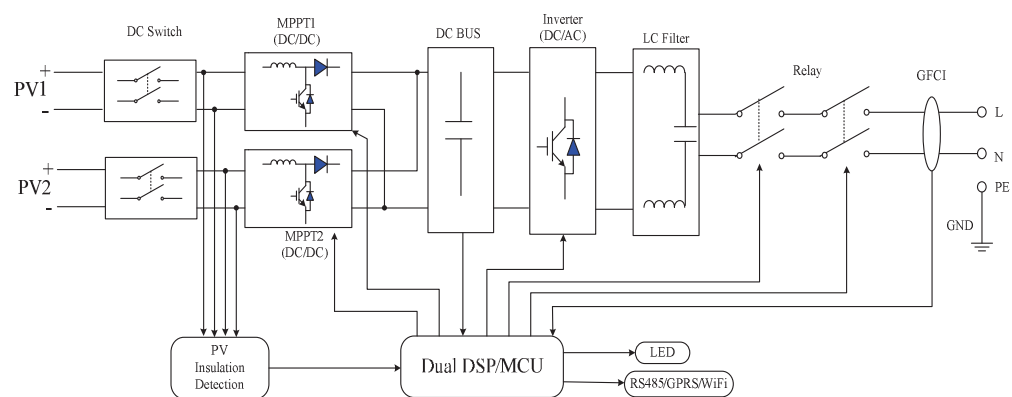 DC Switch
MPPT1
(DC/DC)
DC BUS
Inverter
(DC/AC)
LC Filter
Relay
GFCI
+
PV1
-
L
+
PV2
-
N
PE
MPPT2
(DC/DC)
GND
PV
Insulation
Detection
Dual DSP/MCU
LED
RS485/GPRS/WiFi